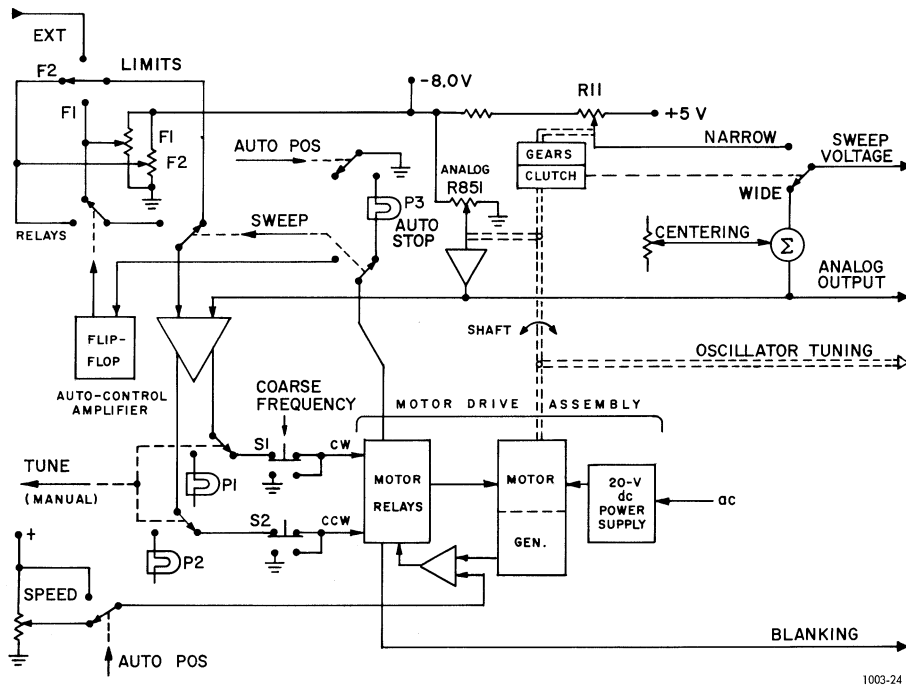 EXT
F2
LIMITS
F1
F1
F2
-8.0V
R11
+5 V
NARROW
SWEEP
VOLTAGE
AUTO POS
GEARS
CLUTCH
ANALOG
R851
WIDE
P3
AUTO
STOP
RELAYS
SWEEP
CENTERING
Σ
ANALOG
OUTPUT
FLIP-
FLOP
SHAFT
OSCILLATOR TUNING
AUTO-CONTROL
AMPLIFIER
COARSE
FREQUENCY
MOTOR DRIVE ASSEMBLY
S1
CW
TUNE
(MANUAL)
P1
MOTOR
RELAYS
MOTOR
20-V
dc
POWER
SUPPLY
ac
S2
CCW
GEN.
+
P2
SPEED
BLANKING
AUTO POS
1003-24